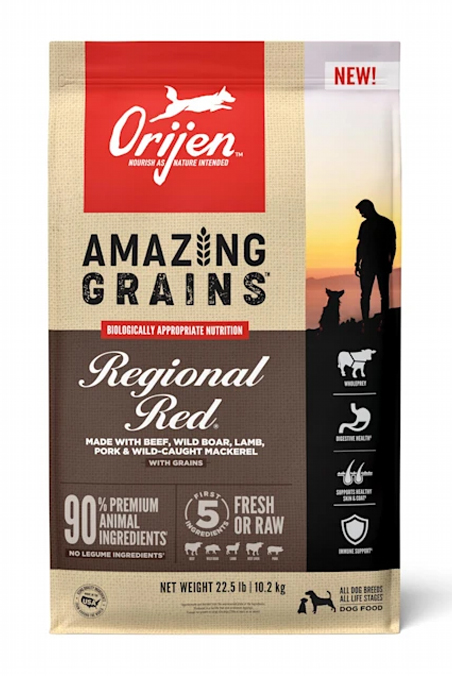 NEW!
Orijen™
NOURISH AS NATURE INTENDED
AMAZING
GRAINS™
BIOLOGICALLY APPROPRIATE NUTRITION
Regional
Red®
MADE WITH BEEF, WILD BOAR, LAMB,
PORK & WILD-CAUGHT MACKEREL
WITH GRAINS
WHOLEPREY
DIGESTIVE HEALTH
SUPPORTS HEALTHY
SKIN & COAT
IMMUNE SUPPORT
90% PREMIUM
ANIMAL
INGREDIENTS
NO LEGUME INGREDIENTS
FIRST
5
INGREDIENTS
FRESH
OR RAW
NET WEIGHT 22.5 lb | 10.2 kg
USA
ALL DOG BREEDS
ALL LIFE STAGES
DOG FOOD